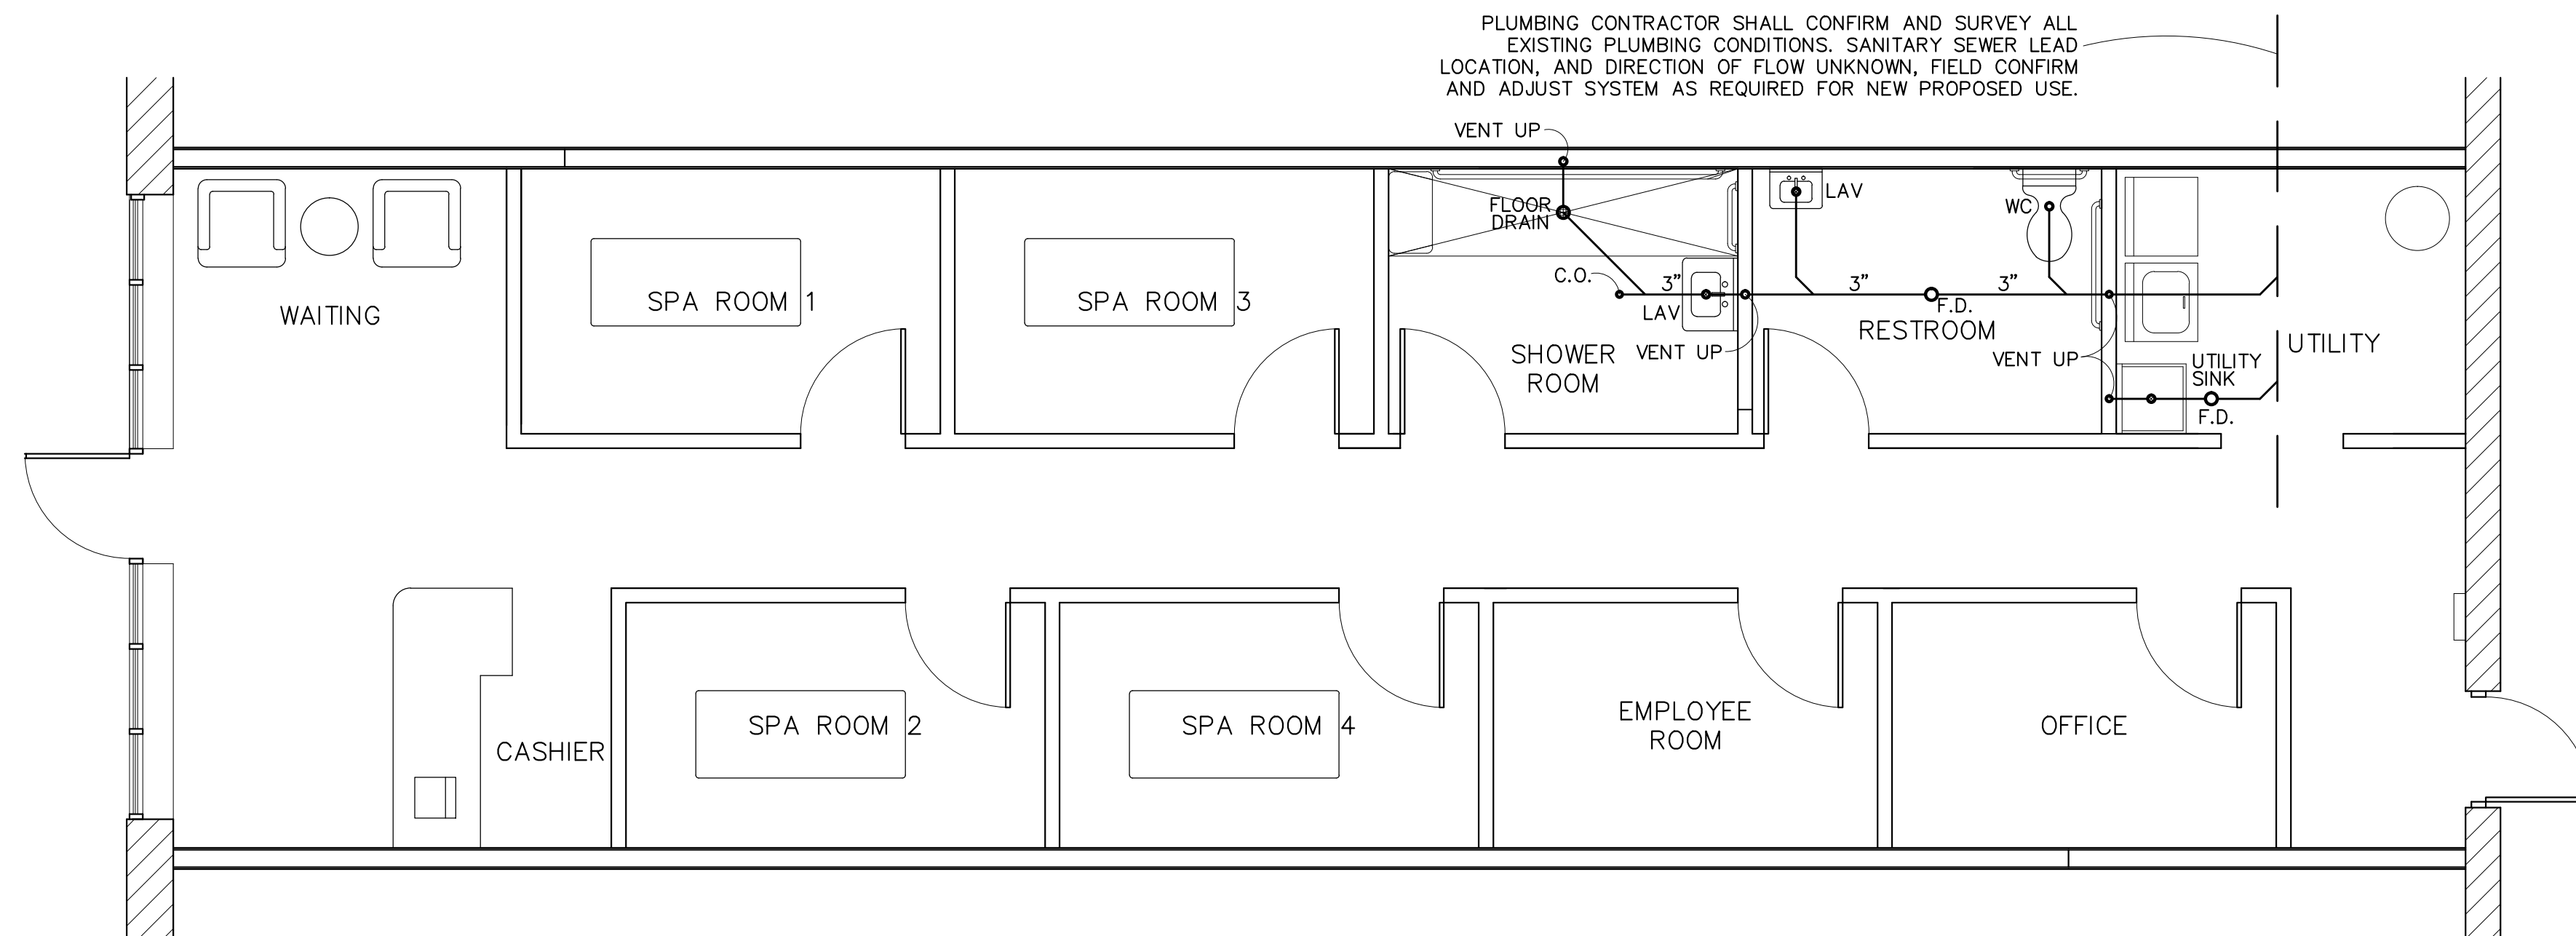 PLUMBING CONTRACTOR SHALL CONFIRM AND SURVEY ALL
EXISTING PLUMBING CONDITIONS. SANITARY SEWER LEAD
LOCATION, AND DIRECTION OF FLOW UNKNOWN, FIELD CONFIRM
AND ADJUST SYSTEM AS REQUIRED FOR NEW PROPOSED USE.
VENT UP
LAV
FLOOR
DRAIN
WC
C.O.
3"
3"
3"
LAV
F.D.
WAITING
SPA ROOM 1
SPA ROOM 3
RESTROOM
SHOWER
ROOM
VENT UP
VENT UP
UTILITY
UTILITY
SINK
F.D.
CASHIER
SPA ROOM 2
SPA ROOM 4
EMPLOYEE
ROOM
OFFICE